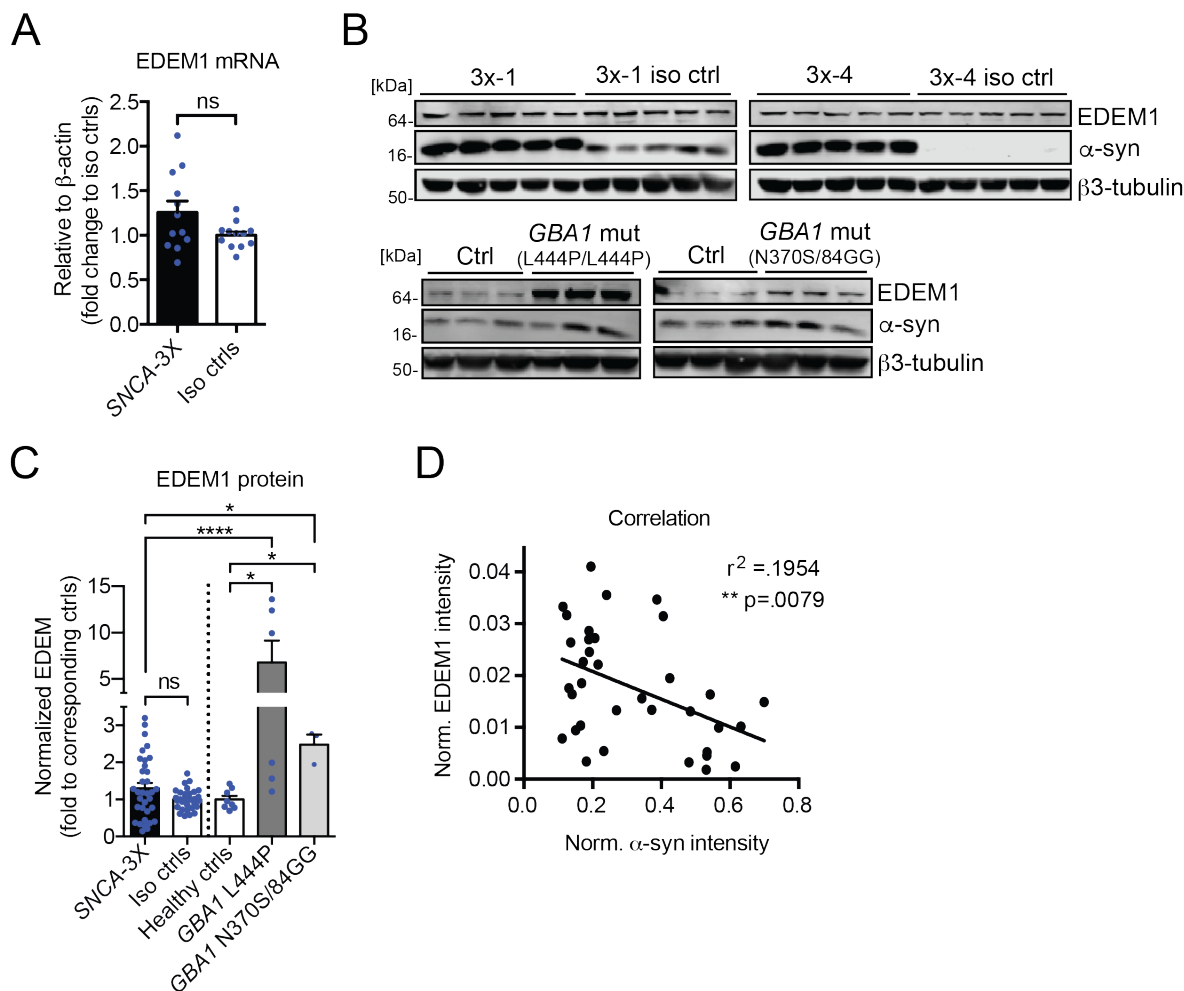 A
EDEM1 mRNA
Relative to β-actin
(fold change to iso ctrls)
2.5
2.0
1.5
1.0
0.5
0.0
ns
SNCA-3X
Iso ctrls
B
[kDa]
3x-1
3x-1 iso ctrl
3x-4
3x-4 iso ctrl
64-
EDEM1
16-
α-syn
50-
β3-tubulin
[kDa]
Ctrl
GBA1 mut
(L444P/L444P)
Ctrl
GBA1 mut
(N370S/84GG)
64-
EDEM1
16-
α-syn
50-
β3-tubulin
C
EDEM1 protein
Normalized EDEM
(fold to corresponding ctrls)
*
****
*
*
ns
15
10
5
3
2
1
0
SNCA-3X
Iso ctrls
Healthy ctrls
GBA1 L444P
GBA1 N370S/84GG
D
Correlation
r² =.1954
** p=.0079
Norm. EDEM1 intensity
0.04
0.03
0.02
0.01
0.00
0.0 0.2 0.4 0.6 0.8
Norm. α-syn intensity